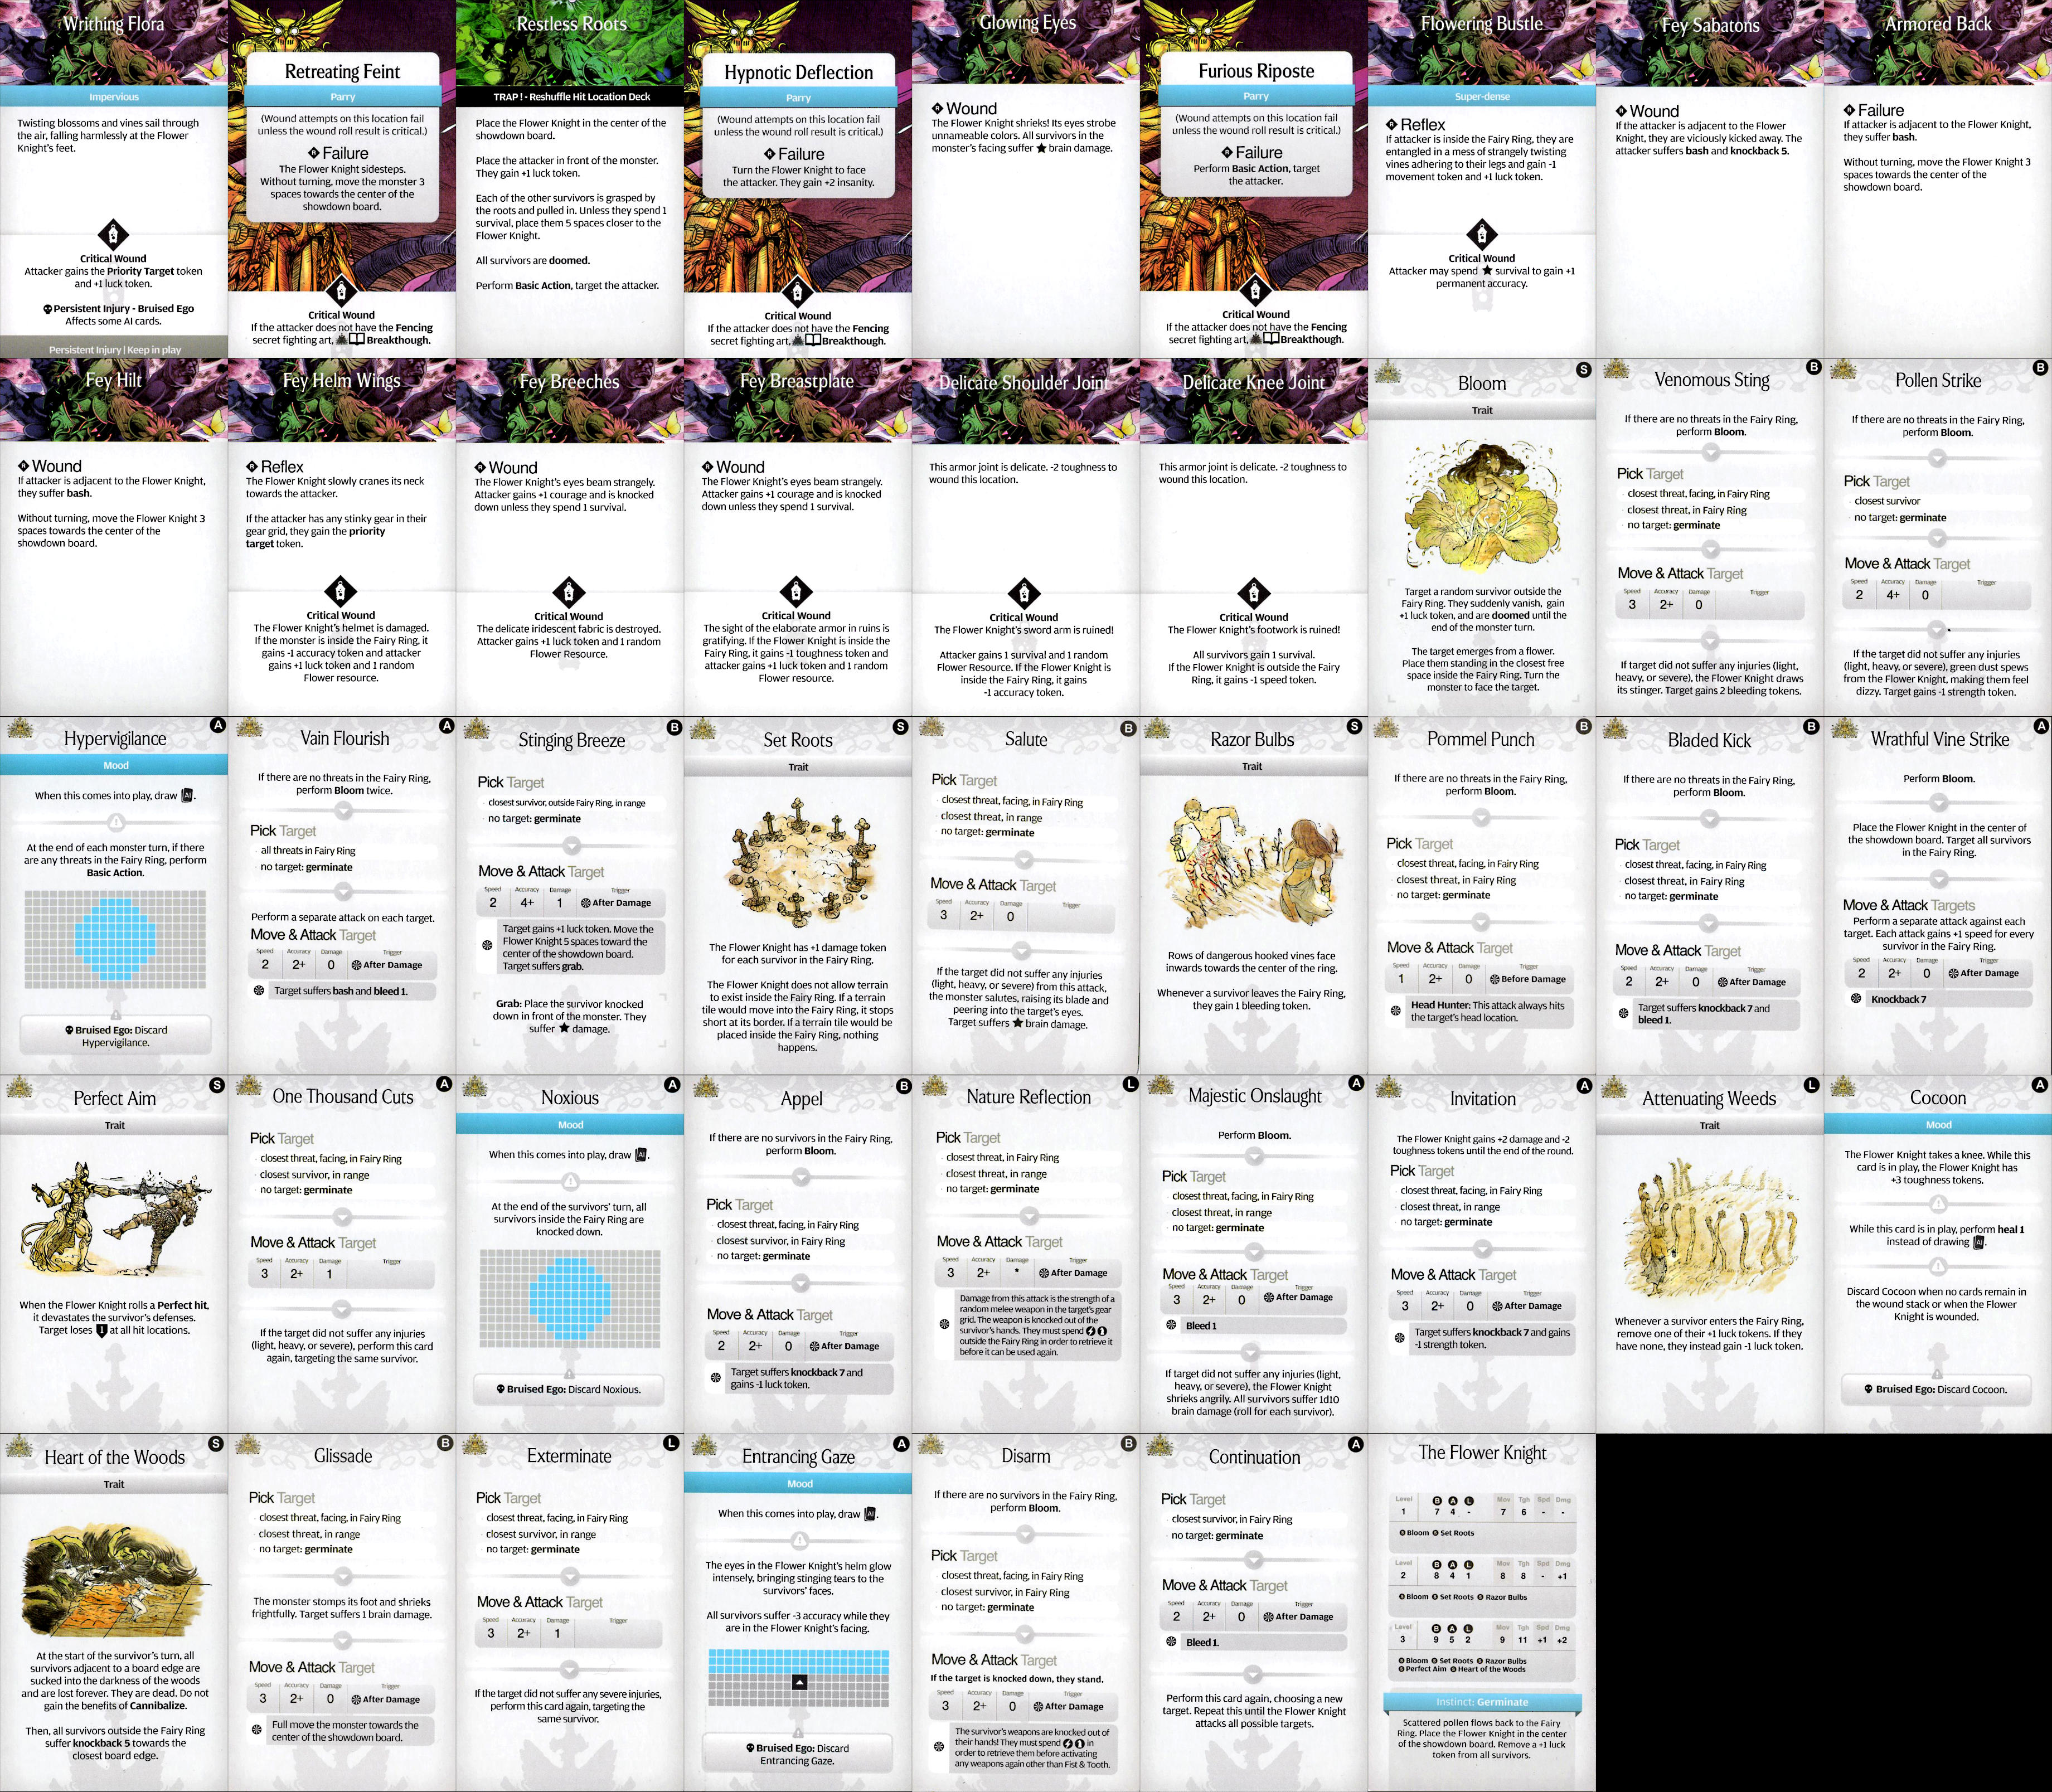 Writhing Flora
Impervious
Twisting blossoms and vines sail through
the air, falling harmlessly at the Flower
Knight's feet.
Critical Wound
Attacker gains the Priority Target token
and +1 luck token.
Persistent Injury - Bruised Ego
Affects some AI cards.
Persistent Injury | Keep in play
Retreating Feint
Parry
(Wound attempts on this location fail
unless the wound roll result is critical.)
Failure
The Flower Knight sidesteps.
Without turning, move the monster 3
spaces towards the center of the
showdown board.
Critical Wound
If the attacker does not have the Fencing
secret fighting art, Breakthough.
Restless Roots
TRAP! - Reshuffle Hit Location Deck
Place the Flower Knight in the center of the
showdown board.
Place the attacker in front of the monster.
They gain +1 luck token.
Each of the other survivors is grasped by
the roots and pulled in. Unless they spend 1
survival, place them 5 spaces closer to the
Flower Knight.
All survivors are doomed.
Perform Basic Action, target the attacker.
Hypnotic Deflection
Parry
(Wound attempts on this location fail
unless the wound roll result is critical.)
Failure
Turn the Flower Knight to face
the attacker. They gain +2 insanity.
Critical Wound
If the attacker does not have the Fencing
secret fighting art, Breakthough.
Glowing Eyes
Wound
The Flower Knight shrieks! Its eyes strobe
unnameable colors. All survivors in the
monster's facing suffer ★ brain damage.
Furious Riposte
Parry
(Wound attempts on this location fail
unless the wound roll result is critical.)
Failure
Perform Basic Action, target
the attacker.
Critical Wound
If the attacker does not have the Fencing
secret fighting art, Breakthough.
Flowering Bustle
Super-dense
Reflex
If attacker is inside the Fairy Ring, they are
entangled in a mess of strangely twisting
vines adhering to their legs and gain -1
movement token and +1 luck token.
Critical Wound
Attacker may spend ★ survival to gain +1
permanent accuracy.
Fey Sabatons
Wound
If the attacker is adjacent to the Flower
Knight, they are viciously kicked away. The
attacker suffers bash and knockback 5.
Armored Back
Failure
If attacker is adjacent to the Flower Knight,
they suffer bash.
Without turning, move the Flower Knight 3
spaces towards the center of the
showdown board.
Fey Hilt
Wound
If attacker is adjacent to the Flower Knight,
they suffer bash.
Without turning, move the Flower Knight 3
spaces towards the center of the
showdown board.
Fey Helm Wings
Reflex
The Flower Knight slowly cranes its neck
towards the attacker.
If the attacker has any stinky gear in their
gear grid, they gain the priority
target token.
Critical Wound
The Flower Knight's helmet is damaged.
If the monster is inside the Fairy Ring, it
gains -1 accuracy token and attacker
gains +1 luck token and 1 random
Flower resource.
Fey Breeches
Wound
The Flower Knight's eyes beam strangely.
Attacker gains +1 courage and is knocked
down unless they spend 1 survival.
Critical Wound
The delicate iridescent fabric is destroyed.
Attacker gains +1 luck token and 1 random
Flower Resource.
Fey Breastplate
Wound
The Flower Knight's eyes beam strangely.
Attacker gains +1 courage and is knocked
down unless they spend 1 survival.
Critical Wound
The sight of the elaborate armor in ruins is
gratifying. If the Flower Knight is inside the
Fairy Ring, it gains -1 toughness token and
attacker gains +1 luck token and 1 random
Flower resource.
Delicate Shoulder Joint
This armor joint is delicate. -2 toughness to
wound this location.
Critical Wound
The Flower Knight's sword arm is ruined!
Attacker gains 1 survival and 1 random
Flower Resource. If the Flower Knight is
inside the Fairy Ring, it gains
-1 accuracy token.
Delicate Knee Joint
This armor joint is delicate. -2 toughness to
wound this location.
Critical Wound
The Flower Knight's footwork is ruined!
All survivors gain 1 survival.
If the Flower Knight is outside the Fairy
Ring, it gains -1 speed token.
S
Bloom
Trait
Target a random survivor outside the
Fairy Ring. They suddenly vanish, gain
+1 luck token, and are doomed until the
end of the monster turn.
The target emerges from a flower.
Place them standing in the closest free
space inside the Fairy Ring. Turn the
monster to face the target.
B
Venomous Sting
If there are no threats in the Fairy Ring,
perform Bloom.
Pick Target
· closest threat, facing, in Fairy Ring
· closest threat, in Fairy Ring
· no target: germinate
Move & Attack Target
Speed Accuracy Damage Trigger
3 2+ 0
If target did not suffer any injuries (light,
heavy, or severe), the Flower Knight draws
its stinger. Target gains 2 bleeding tokens.
B
Pollen Strike
If there are no threats in the Fairy Ring,
perform Bloom.
Pick Target
· closest survivor
· no target: germinate
Move & Attack Target
Speed Accuracy Damage Trigger
2 4+ 0
If the target did not suffer any injuries
(light, heavy, or severe), green dust spews
from the Knight, making them feel
dizzy. Target gains -1 strength token.
A
Hypervigilance
Mood
When this comes into play, draw AI.
At the end of each monster turn, if there
are any threats in the Fairy Ring, perform
Basic Action.
Bruised Ego: Discard
Hypervigilance.
A
Vain Flourish
If there are no threats in the Fairy Ring,
perform Bloom twice.
Pick Target
· all threats in Fairy Ring
· no target: germinate
Perform a separate attack on each target.
Move & Attack Target
Speed Accuracy Damage Trigger
2 2+ 0 After Damage
Target suffers bash and bleed 1.
B
Stinging Breeze
Pick Target
· closest survivor, outside Fairy Ring, in range
· no target: germinate
Move & Attack Target
Speed Accuracy Damage Trigger
2 4+ 1 After Damage
Target gains +1 luck token. Move the
Flower Knight 5 spaces toward the
center of the showdown board.
Target suffers grab.
Grab: Place the survivor knocked
down in front of the monster. They
suffer ★ damage.
S
Set Roots
Trait
The Flower Knight has +1 damage token
for each survivor in the Fairy Ring.
The Flower Knight does not allow terrain
to exist inside the Fairy Ring. If a terrain
tile would move into the Fairy Ring, it stops
short at its border. If a terrain tile would be
placed inside the Fairy Ring, nothing
happens.
B
Salute
Pick Target
· closest threat, facing, in Fairy Ring
· closest threat, in range
· no target: germinate
Move & Attack Target
Speed Accuracy Damage Trigger
3 2+ 0
If the target did not suffer any injuries
(light, heavy, or severe) from this attack,
the monster salutes, raising its blade and
peering into the target's eyes.
Target suffers ★ brain damage.
S
Razor Bulbs
Trait
Rows of dangerous hooked vines face
inwards towards the center of the ring.
Whenever a survivor leaves the Fairy Ring,
they gain 1 bleeding token.
B
Pommel Punch
If there are no threats in the Fairy Ring,
perform Bloom.
Pick Target
· closest threat, facing, in Fairy Ring
· closest threat, in Fairy Ring
· no target: germinate
Move & Attack Target
Speed Accuracy Damage Trigger
1 2+ 0 Before Damage
Head Hunter: This attack always hits
the target's head location.
B
Bladed Kick
If there are no threats in the Fairy Ring,
perform Bloom.
Pick Target
· closest threat, facing, in Fairy Ring
· closest threat, in Fairy Ring
· no target: germinate
Move & Attack Target
Speed Accuracy Damage Trigger
2 2+ 0 After Damage
Target suffers knockback 7 and
bleed 1.
A
Wrathful Vine Strike
Perform Bloom.
Place the Flower Knight in the center of
the showdown board. Target all survivors
in the Fairy Ring.
Move & Attack Targets
Perform a separate attack against each
target. Each attack gains +1 speed for every
survivor in the Fairy Ring.
Speed Accuracy Damage Trigger
2 2+ 0 After Damage
Knockback 7
S
Perfect Aim
Trait
When the Flower Knight rolls a Perfect hit,
it devastates the survivor's defenses.
Target loses 1 at all hit locations.
A
One Thousand Cuts
Pick Target
· closest threat, facing, in Fairy Ring
· closest survivor, in range
· no target: germinate
Move & Attack Target
Speed Accuracy Damage Trigger
3 2+ 1
If the target did not suffer any injuries
(light, heavy, or severe), perform this card
again, targeting the same survivor.
A
Noxious
Mood
When this comes into play, draw AI.
At the end of the survivors' turn, all
survivors inside the Fairy Ring are
knocked down.
Bruised Ego: Discard Noxious.
B
Appel
If there are no survivors in the Fairy Ring,
perform Bloom.
Pick Target
· closest threat, facing, in Fairy Ring
· closest survivor, in Fairy Ring
· no target: germinate
Move & Attack Target
Speed Accuracy Damage Trigger
2 2+ 0 After Damage
Target suffers knockback 7 and
gains -1 luck token.
L
Nature Reflection
Pick Target
· closest threat, facing, in Fairy Ring
· closest threat, in range
· no target: germinate
Move & Attack Target
Speed Accuracy Damage Trigger
3 2+ * After Damage
Damage from this attack is the strength of a
random melee weapon in the target's gear
grid. The weapon is knocked out of the
survivor's hands. They must spend
outside the Fairy Ring in order to retrieve it
before it can be used again.
A
Majestic Onslaught
Perform Bloom.
Pick Target
· closest threat, facing, in Fairy Ring
· closest threat, in range
· no target: germinate
Move & Attack Target
Speed Accuracy Damage Trigger
3 2+ 0 After Damage
Bleed 1
If target did not suffer any injuries (light,
heavy, or severe), the Flower Knight
shrieks angrily. All survivors suffer 1d10
brain damage (roll for each survivor).
A
Invitation
The Flower Knight gains +2 damage and -2
toughness tokens until the end of the round.
Pick Target
· closest threat, facing, in Fairy Ring
· closest threat, in range
· no target: germinate
Move & Attack Target
Speed Accuracy Damage Trigger
3 2+ 0 After Damage
Target suffers knockback 7 and gains
-1 strength token.
L
Attenuating Weeds
Trait
Whenever a survivor enters the Fairy Ring,
remove one of their +1 luck tokens. If they
have none, they instead gain -1 luck token.
A
Cocoon
Mood
The Flower Knight takes a knee. While this
card is in play, the Flower Knight has
+3 toughness tokens.
While this card is in play, perform heal 1
instead of drawing AI.
Discard Cocoon when no cards remain in
the wound stack or when the Flower
Knight is wounded.
Bruised Ego: Discard Cocoon.
S
Heart of the Woods
Trait
At the start of the survivor's turn, all
survivors adjacent to a board edge are
sucked into the darkness of the woods
and are lost forever. They are dead. Do not
gain the benefits of Cannibalize.
Then, all survivors outside the Fairy Ring
suffer knockback 5 towards the
closest board edge.
B
Glissade
Pick Target
· closest threat, facing, in Fairy Ring
· closest threat, in range
· no target: germinate
The monster stomps its foot and shrieks
frightfully. Target suffers 1 brain damage.
Move & Attack Target
Speed Accuracy Damage Trigger
3 2+ 0 After Damage
Full move the monster towards the
center of the showdown board.
L
Exterminate
Pick Target
· closest threat, facing, in Fairy Ring
· closest survivor, in range
· no target: germinate
Move & Attack Target
Speed Accuracy Damage Trigger
3 2+ 1
If the target did not suffer any severe injuries,
perform this card again, targeting the
same survivor.
A
Entrancing Gaze
Mood
When this comes into play, draw AI.
The eyes in the Flower Knight's helm glow
intensely, bringing stinging tears to the
survivors' faces.
All survivors suffer -3 accuracy while they
are in the Flower Knight's facing.
Bruised Ego: Discard
Entrancing Gaze.
B
Disarm
If there are no survivors in the Fairy Ring,
perform Bloom.
Pick Target
· closest threat, facing, in Fairy Ring
· closest survivor, in Fairy Ring
· no target: germinate
Move & Attack Target
If the target is knocked down, they stand.
Speed Accuracy Damage Trigger
3 2+ 0 After Damage
The survivor's weapons are knocked out of
their hands! They must spend in
order to retrieve them before activating
any weapons again other than Fist & Tooth.
A
Continuation
Pick Target
· closest survivor, in Fairy Ring
· no target: germinate
Move & Attack Target
Speed Accuracy Damage Trigger
2 2+ 0 After Damage
Bleed 1.
Perform this card again, choosing a new
target. Repeat this until the Flower Knight
attacks all possible targets.
The Flower Knight
Level B A L Mov Tgh Spd Dmg
1 7 4 - 7 6 - -
S Bloom S Set Roots
Level B A L Mov Tgh Spd Dmg
2 8 4 1 8 8 - +1
S Bloom S Set Roots S Razor Bulbs
Level B A L Mov Tgh Spd Dmg
3 9 5 2 9 11 +1 +2
S Bloom S Set Roots S Razor Bulbs
S Perfect Aim S Heart of the Woods
Instinct: Germinate
Scattered pollen flows back to the Fairy
Ring. Place the Flower Knight in the center
of the showdown board. Remove a +1 luck
token from all survivors.